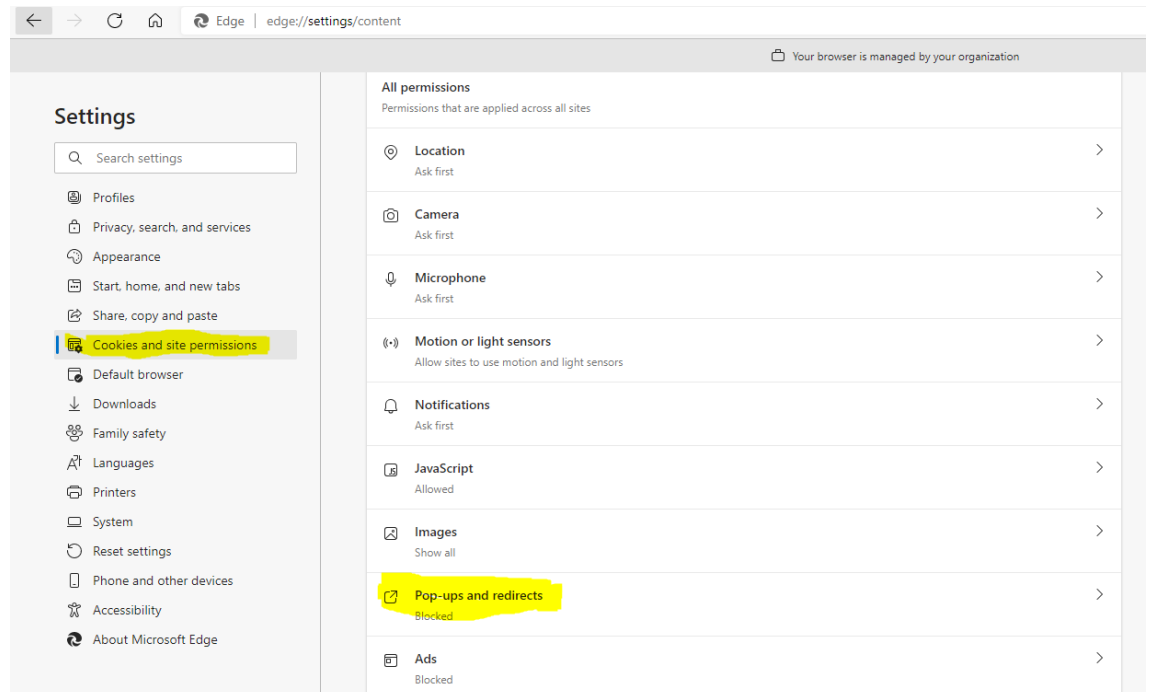 Edge | edge://settings/content
Your browser is managed by your organization
Settings
Search settings
Profiles
Privacy, search, and services
Appearance
Start, home, and new tabs
Share, copy and paste
Cookies and site permissions
Default browser
Downloads
Family safety
Languages
Printers
System
Reset settings
Phone and other devices
Accessibility
About Microsoft Edge
All permissions
Permissions that are applied across all sites
Location
Ask first
Camera
Ask first
Microphone
Ask first
Motion or light sensors
Allow sites to use motion and light sensors
Notifications
Ask first
JavaScript
Allowed
Images
Show all
Pop-ups and redirects
Blocked
Ads
Blocked